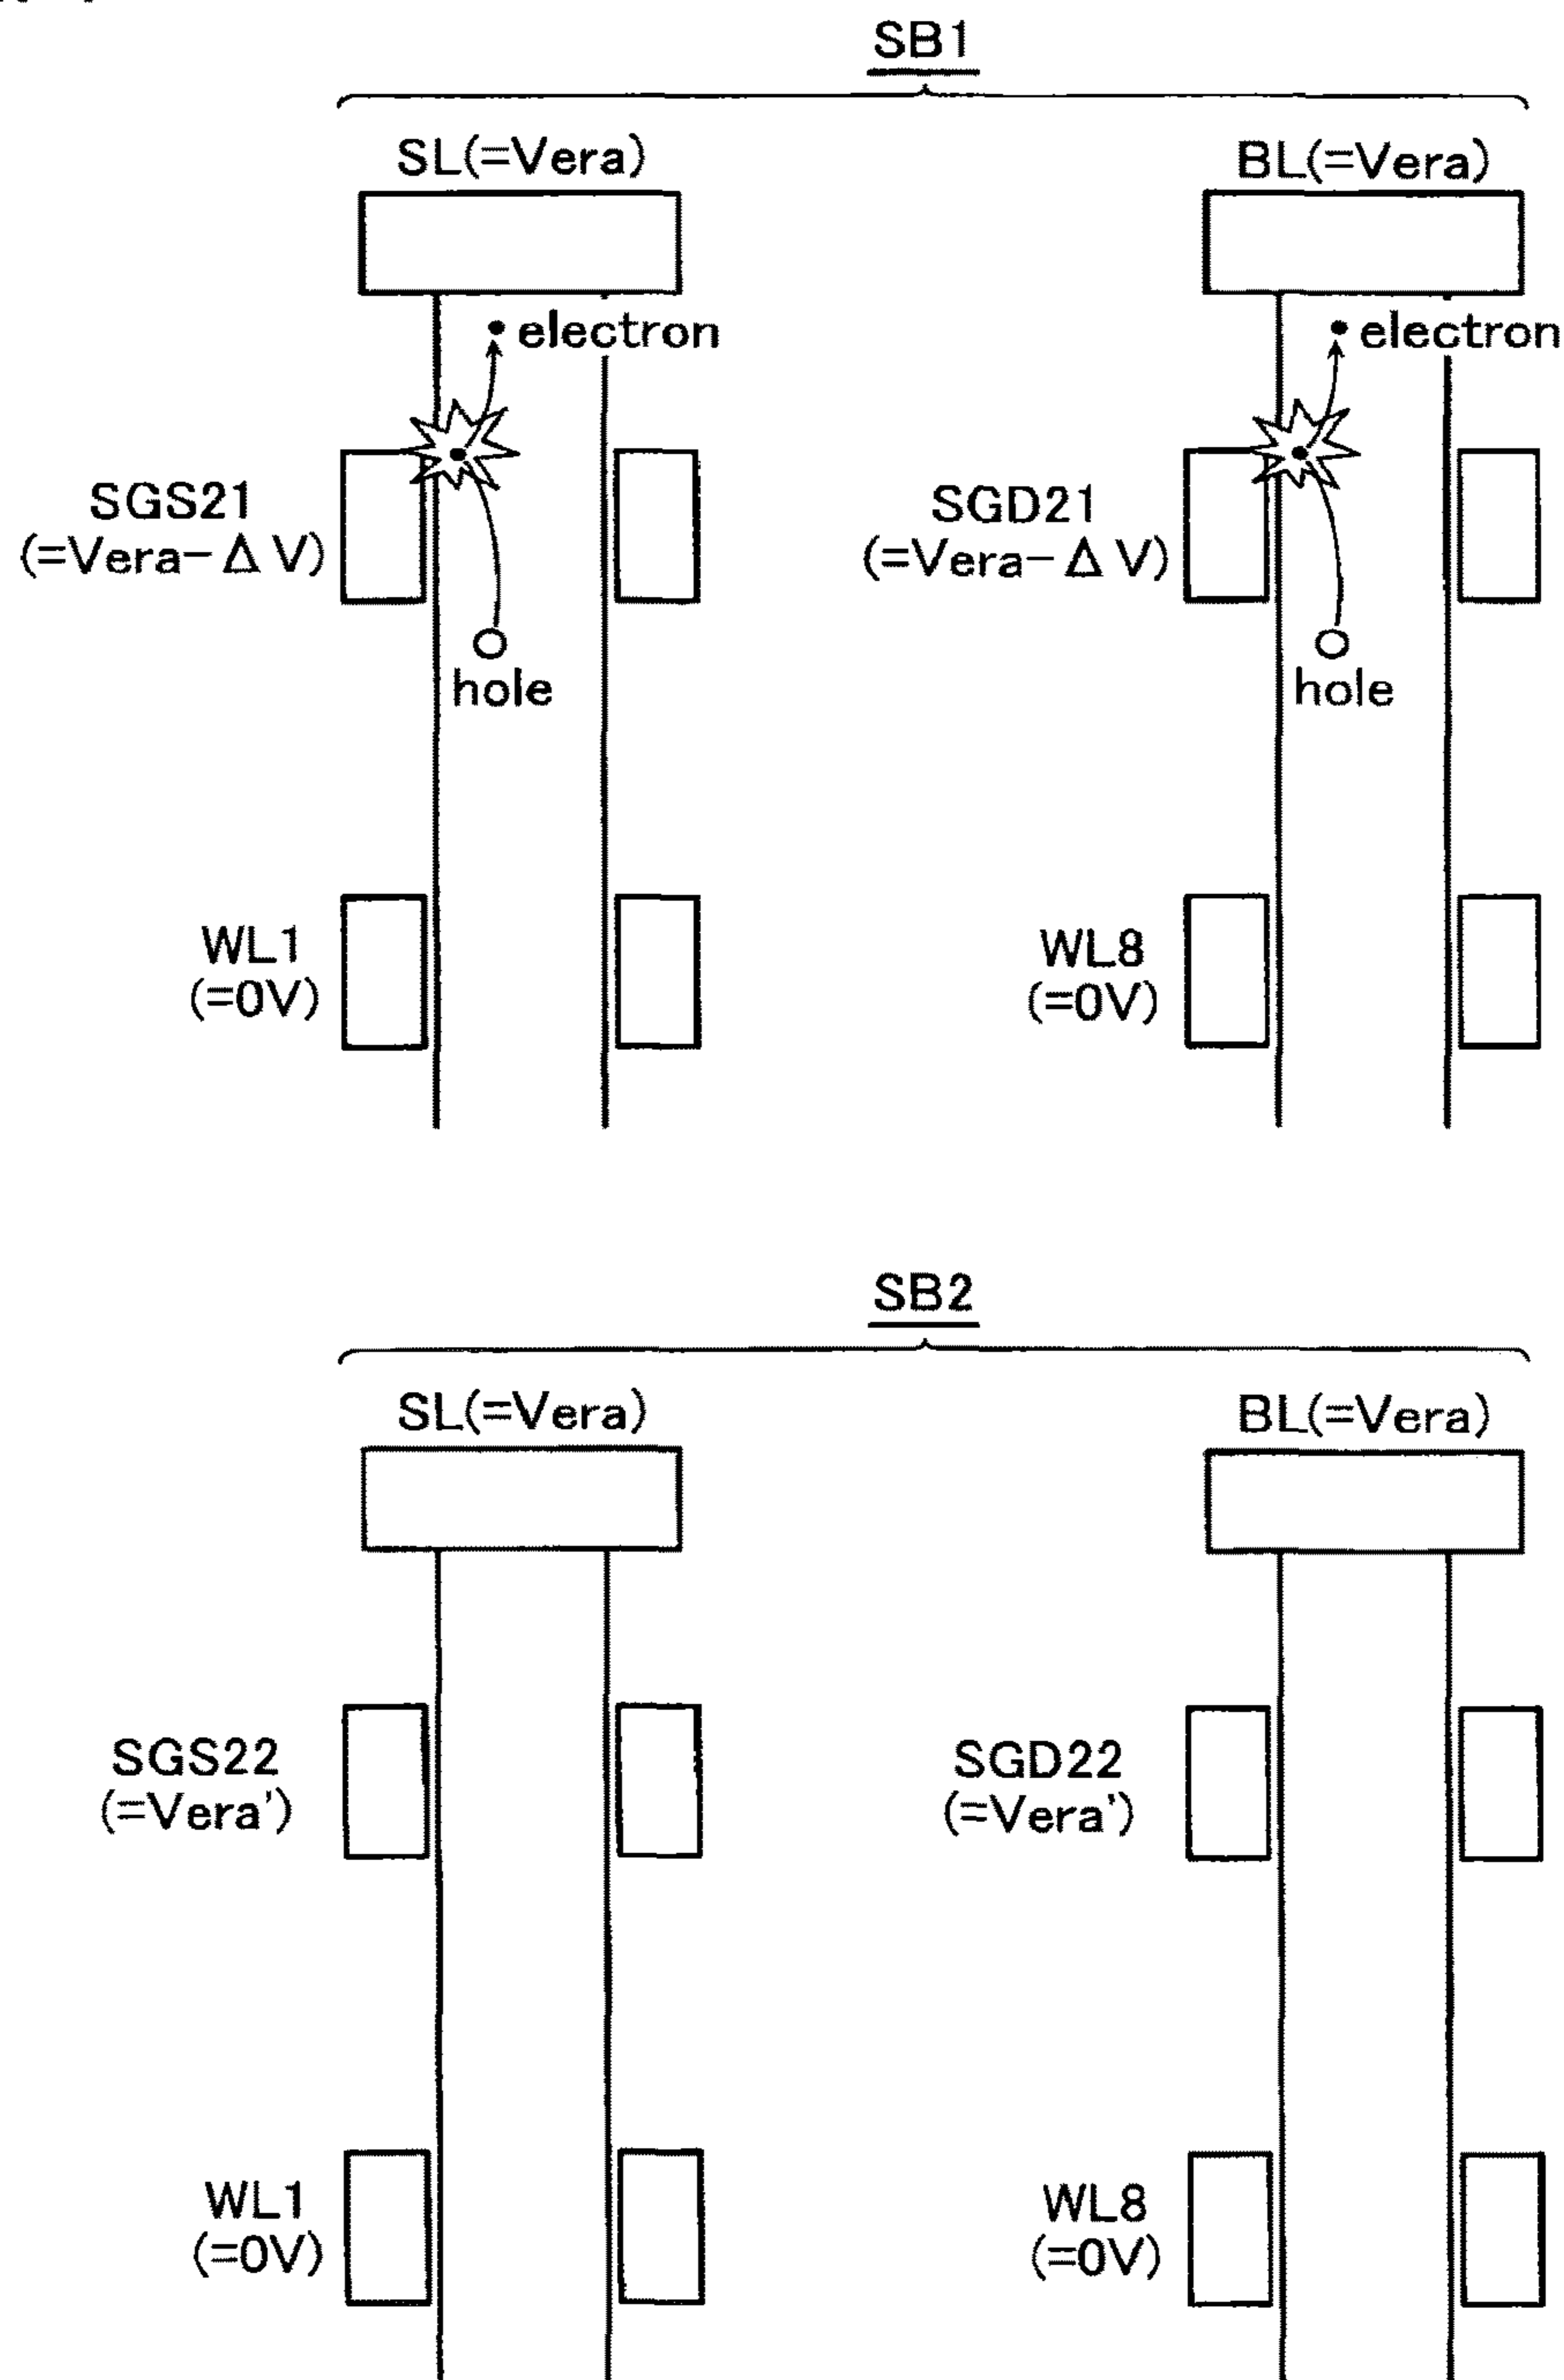 SB1
SL(=Vera)
BL(=Vera)
electron
electron
SGS21
(=Vera-ΔV)
SGD21
(=Vera-ΔV)
hole
hole
WL1
(=0V)
WL8
(=0V)
SB2
SL(=Vera)
BL(=Vera)
SGS22
(=Vera')
SGD22
(=Vera')
WL1
(=0V)
WL8
(=0V)